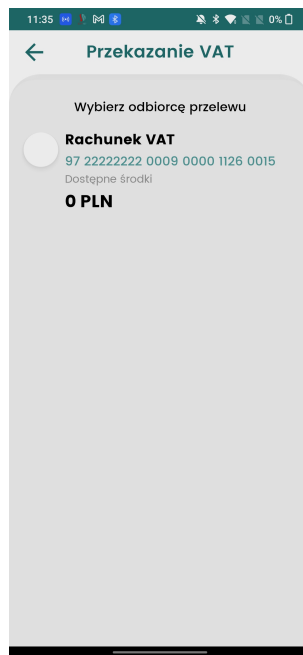 11:35 0%
Przekazanie VAT
Wybierz odbiorcę przelewu
Rachunek VAT
97 22222222 0009 0000 1126 0015
Dostępne środki
0 PLN